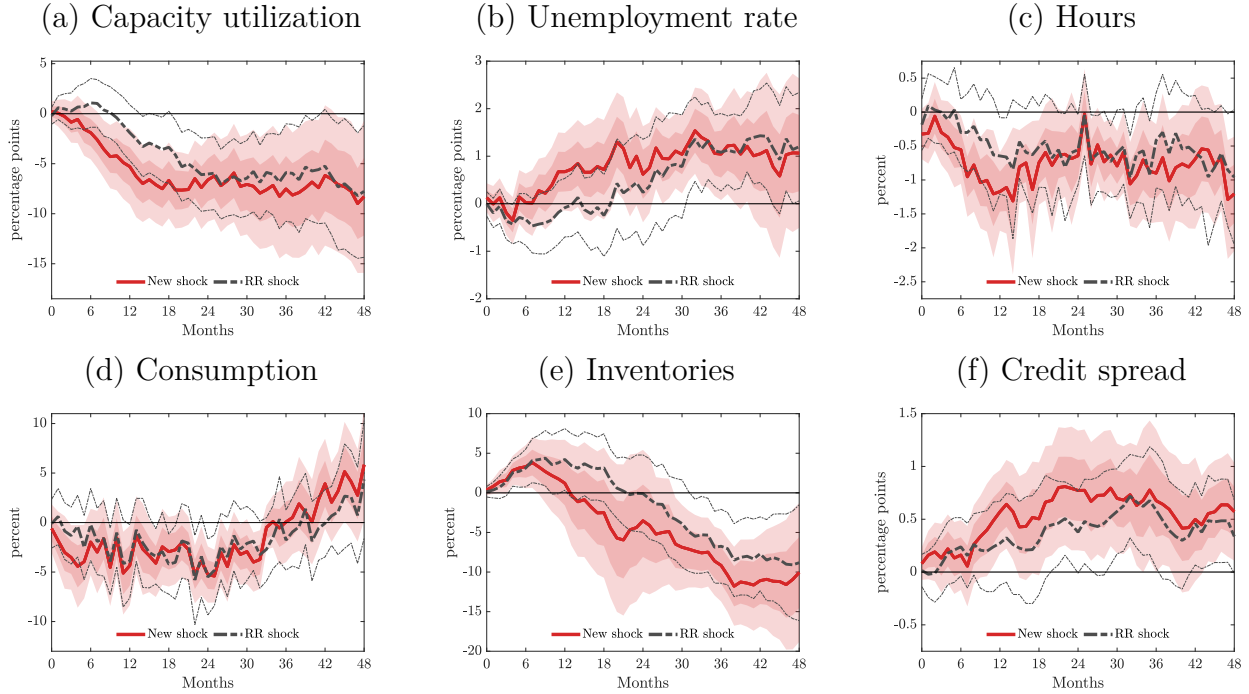 (a) Capacity utilization
(b) Unemployment rate
(c) Hours
percentage points
5
0
-5
-10
-15
New shock
RR shock
0 6 12 18 24 30 36 42 48
Months
percentage points
3
2
1
0
-1
-2
New shock
RR shock
0 6 12 18 24 30 36 42 48
Months
percent
0.5
0
-0.5
-1
-1.5
-2
-2.5
New shock
RR shock
0 6 12 18 24 30 36 42 48
Months
(d) Consumption
(e) Inventories
(f) Credit spread
percent
10
5
0
-5
-10
New shock
RR shock
0 6 12 18 24 30 36 42 48
Months
percent
10
5
0
-5
-10
-15
-20
New shock
RR shock
0 6 12 18 24 30 36 42 48
Months
percentage points
1.5
1
0.5
0
-0.5
New shock
RR shock
0 6 12 18 24 30 36 42 48
Months